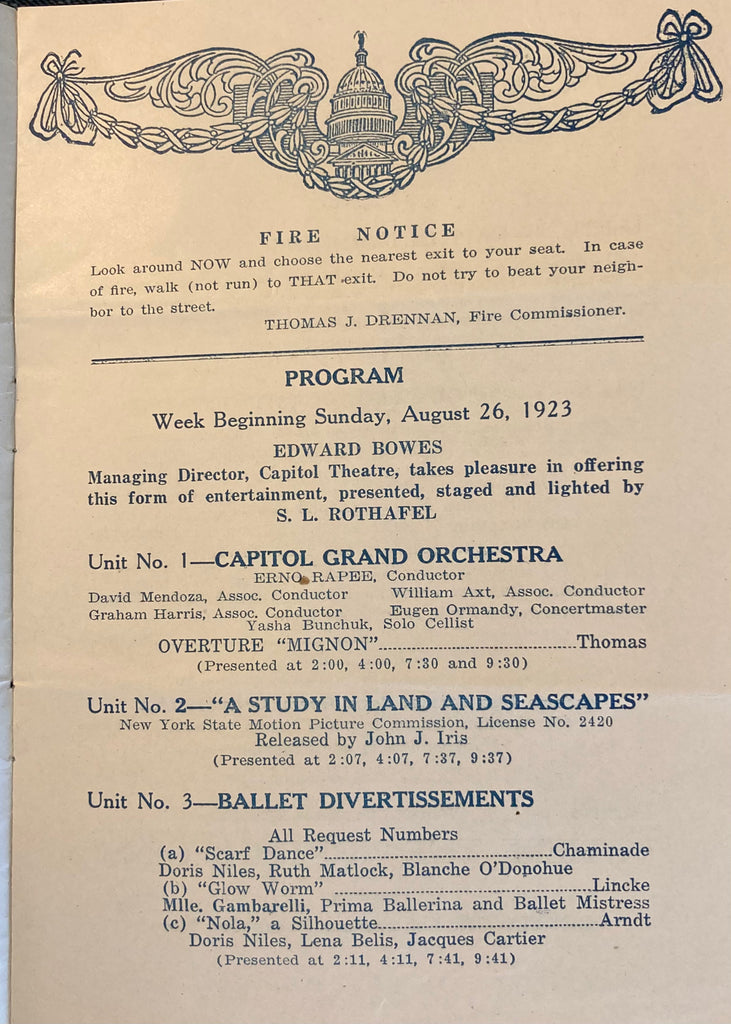 FIRE NOTICE
Look around NOW and choose the nearest exit to your seat. In case
of fire, walk (not run) to THAT exit. Do not try to beat your neigh-
bor to the street.
THOMAS J. DRENNAN, Fire Commissioner.
PROGRAM
Week Beginning Sunday, August 26, 1923
EDWARD BOWES
Managing Director, Capitol Theatre, takes pleasure in offering
this form of entertainment, presented, staged and lighted by
S. L. ROTHAFEL
Unit No. 1—CAPITOL GRAND ORCHESTRA
ERNO RAPEE, Conductor
David Mendoza, Assoc. Conductor William Axt, Assoc. Conductor
Graham Harris, Assoc. Conductor Eugen Ormandy, Concertmaster
Yasha Bunchuk, Solo Cellist
OVERTURE "MIGNON"........................................Thomas
(Presented at 2:00, 4:00, 7:30 and 9:30)
Unit No. 2—"A STUDY IN LAND AND SEASCAPES"
New York State Motion Picture Commission, License No. 2420
Released by John J. Iris
(Presented at 2:07, 4:07, 7:37, 9:37)
Unit No. 3—BALLET DIVERTISSEMENTS
All Request Numbers
(a) "Scarf Dance"..............................................Chaminade
Doris Niles, Ruth Matlock, Blanche O'Donohue
(b) "Glow Worm" ....................................................Lincke
Mlle. Gambarelli, Prima Ballerina and Ballet Mistress
(c) "Nola," a Silhouette.............................................Arndt
Doris Niles, Lena Belis, Jacques Cartier
(Presented at 2:11, 4:11, 7:41, 9:41)